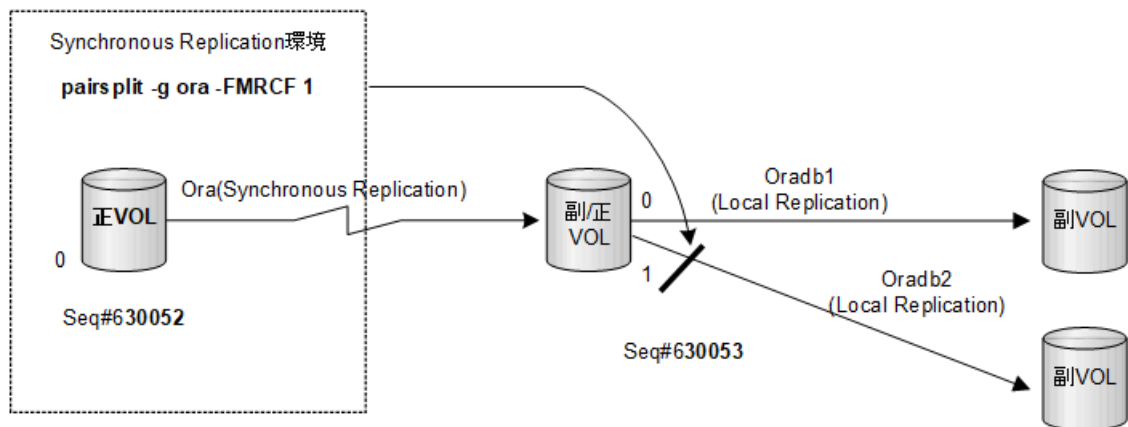 Synchronous Replication環境
pairsplit -g ora -FMRCF 1
Ora(Synchronous Replication)
正VOL
0
Seq#630052
副/正
VOL
0
1
Seq#630053
Oradb1
(Local Replication)
副VOL
Oradb2
(Local Replication)
副VOL